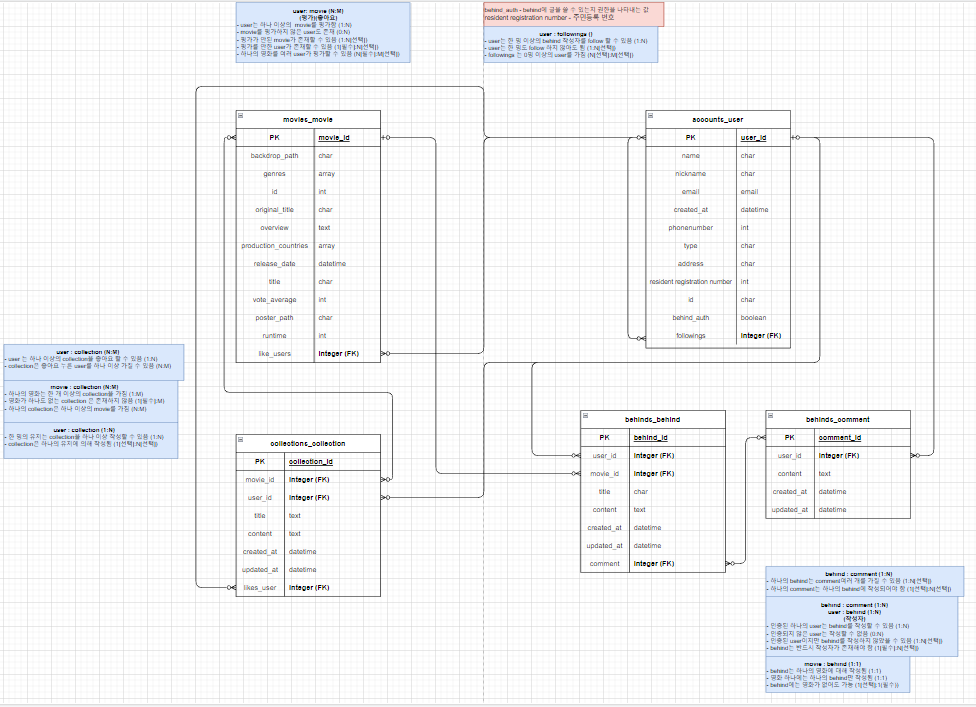 user: movie (N:M)
(평가)(좋아요)
- user는 하나 이상의 movie를 평가함 (1:N)
- movie를 평가하지 않은 user도 존재 (0:N)
- 평가가 안된 movie가 존재할 수 있음 (1:N[선택])
- 평가를 안한 user가 존재할 수 있음 (1[필수]:N[선택])
- 하나의 영화를 여러 user가 평가할 수 있음 (N[필수]:M[선택])
behind_auth - behind에 글을 쓸 수 있는지 권한을 나타내는 값
resident registration number - 주민등록 번호
user : followings ()
- user는 한 명 이상의 behind 작성자를 follow 할 수 있음 (1:N)
- user는 한 명도 follow 하지 않아도 됨 (1:N[선택])
- followings 는 0명 이상의 user를 가짐 (N[선택]:M[선택])
movies_movie
PK movie_id
backdrop_path char
genres array
id int
original_title char
overview text
production_countries array
release_date datetime
title char
vote_average int
poster_path char
runtime int
like_users Integer (FK)
accounts_user
PK user_id
name char
nickname char
email email
created_at datetime
phonenumber int
type char
address char
resident registration number int
id char
behind_auth boolean
followings Integer (FK)
user : collection (N:M)
- user 는 하나 이상의 collection을 좋아요 할 수 있음 (1:N)
- collection은 좋아요 누른 user를 하나 이상 가질 수 있음 (N:M)
movie : collection (N:M)
- 하나의 영화는 한 개 이상의 collection을 가짐 (1:M)
- 영화가 하나도 없는 collection 은 존재하지 않음 (1[필수]:M)
- 하나의 collection은 하나 이상의 movie를 가짐 (N:M)
user : collection (1:N)
- 한 명의 유저는 collection을 하나 이상 작성할 수 있음 (1:N)
- collection은 하나의 유저에 의해 작성됨 (1[선택]:N[선택])
collections_collection
PK collection_id
movie_id Integer (FK)
user_id Integer (FK)
title text
content text
created_at datetime
updated_at datetime
likes_user Integer (FK)
behinds_behind
PK behind_id
user_id Integer (FK)
movie_id Integer (FK)
title char
content text
created_at datetime
updated_at datetime
comment Integer (FK)
behinds_comment
PK comment_id
user_id Integer (FK)
content text
created_at datetime
updated_at datetime
behind : comment (1:N)
- 하나의 behind는 comment여러 개를 가질 수 있음 (1:N[선택])
- 하나의 comment는 하나의 behind에 작성되어야 함 (1[선택]:N[선택])
behind : comment (1:N)
user : behind (1:N)
(작성자)
- 인증된 하나의 user는 behind를 작성할 수 있음 (1:N)
- 인증되지 않은 user는 작성할 수 없음 (0:N)
- 인증된 user이지만 behind를 작성하지 않았을 수 있음 (1:N[선택])
- behind는 반드시 작성자가 존재해야 함 (1[필수]:N[선택])
movie : behind (1:1)
- behind는 하나의 영화에 대해 작성됨 (1:1)
- 영화 하나에는 하나의 behind만 작성됨 (1:1)
- behind에는 영화가 없어도 가능 (1[선택]:1[필수])